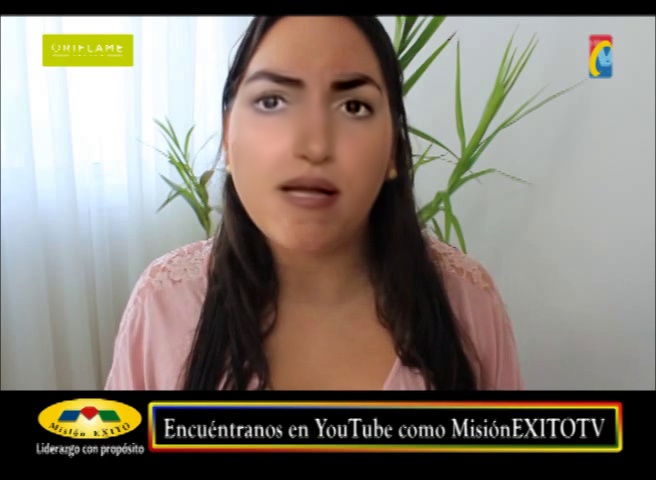 ORIFLAME
Misión EXITO
Liderazgo con propósito
Encuéntranos en YouTube como MisiónEXITOTV